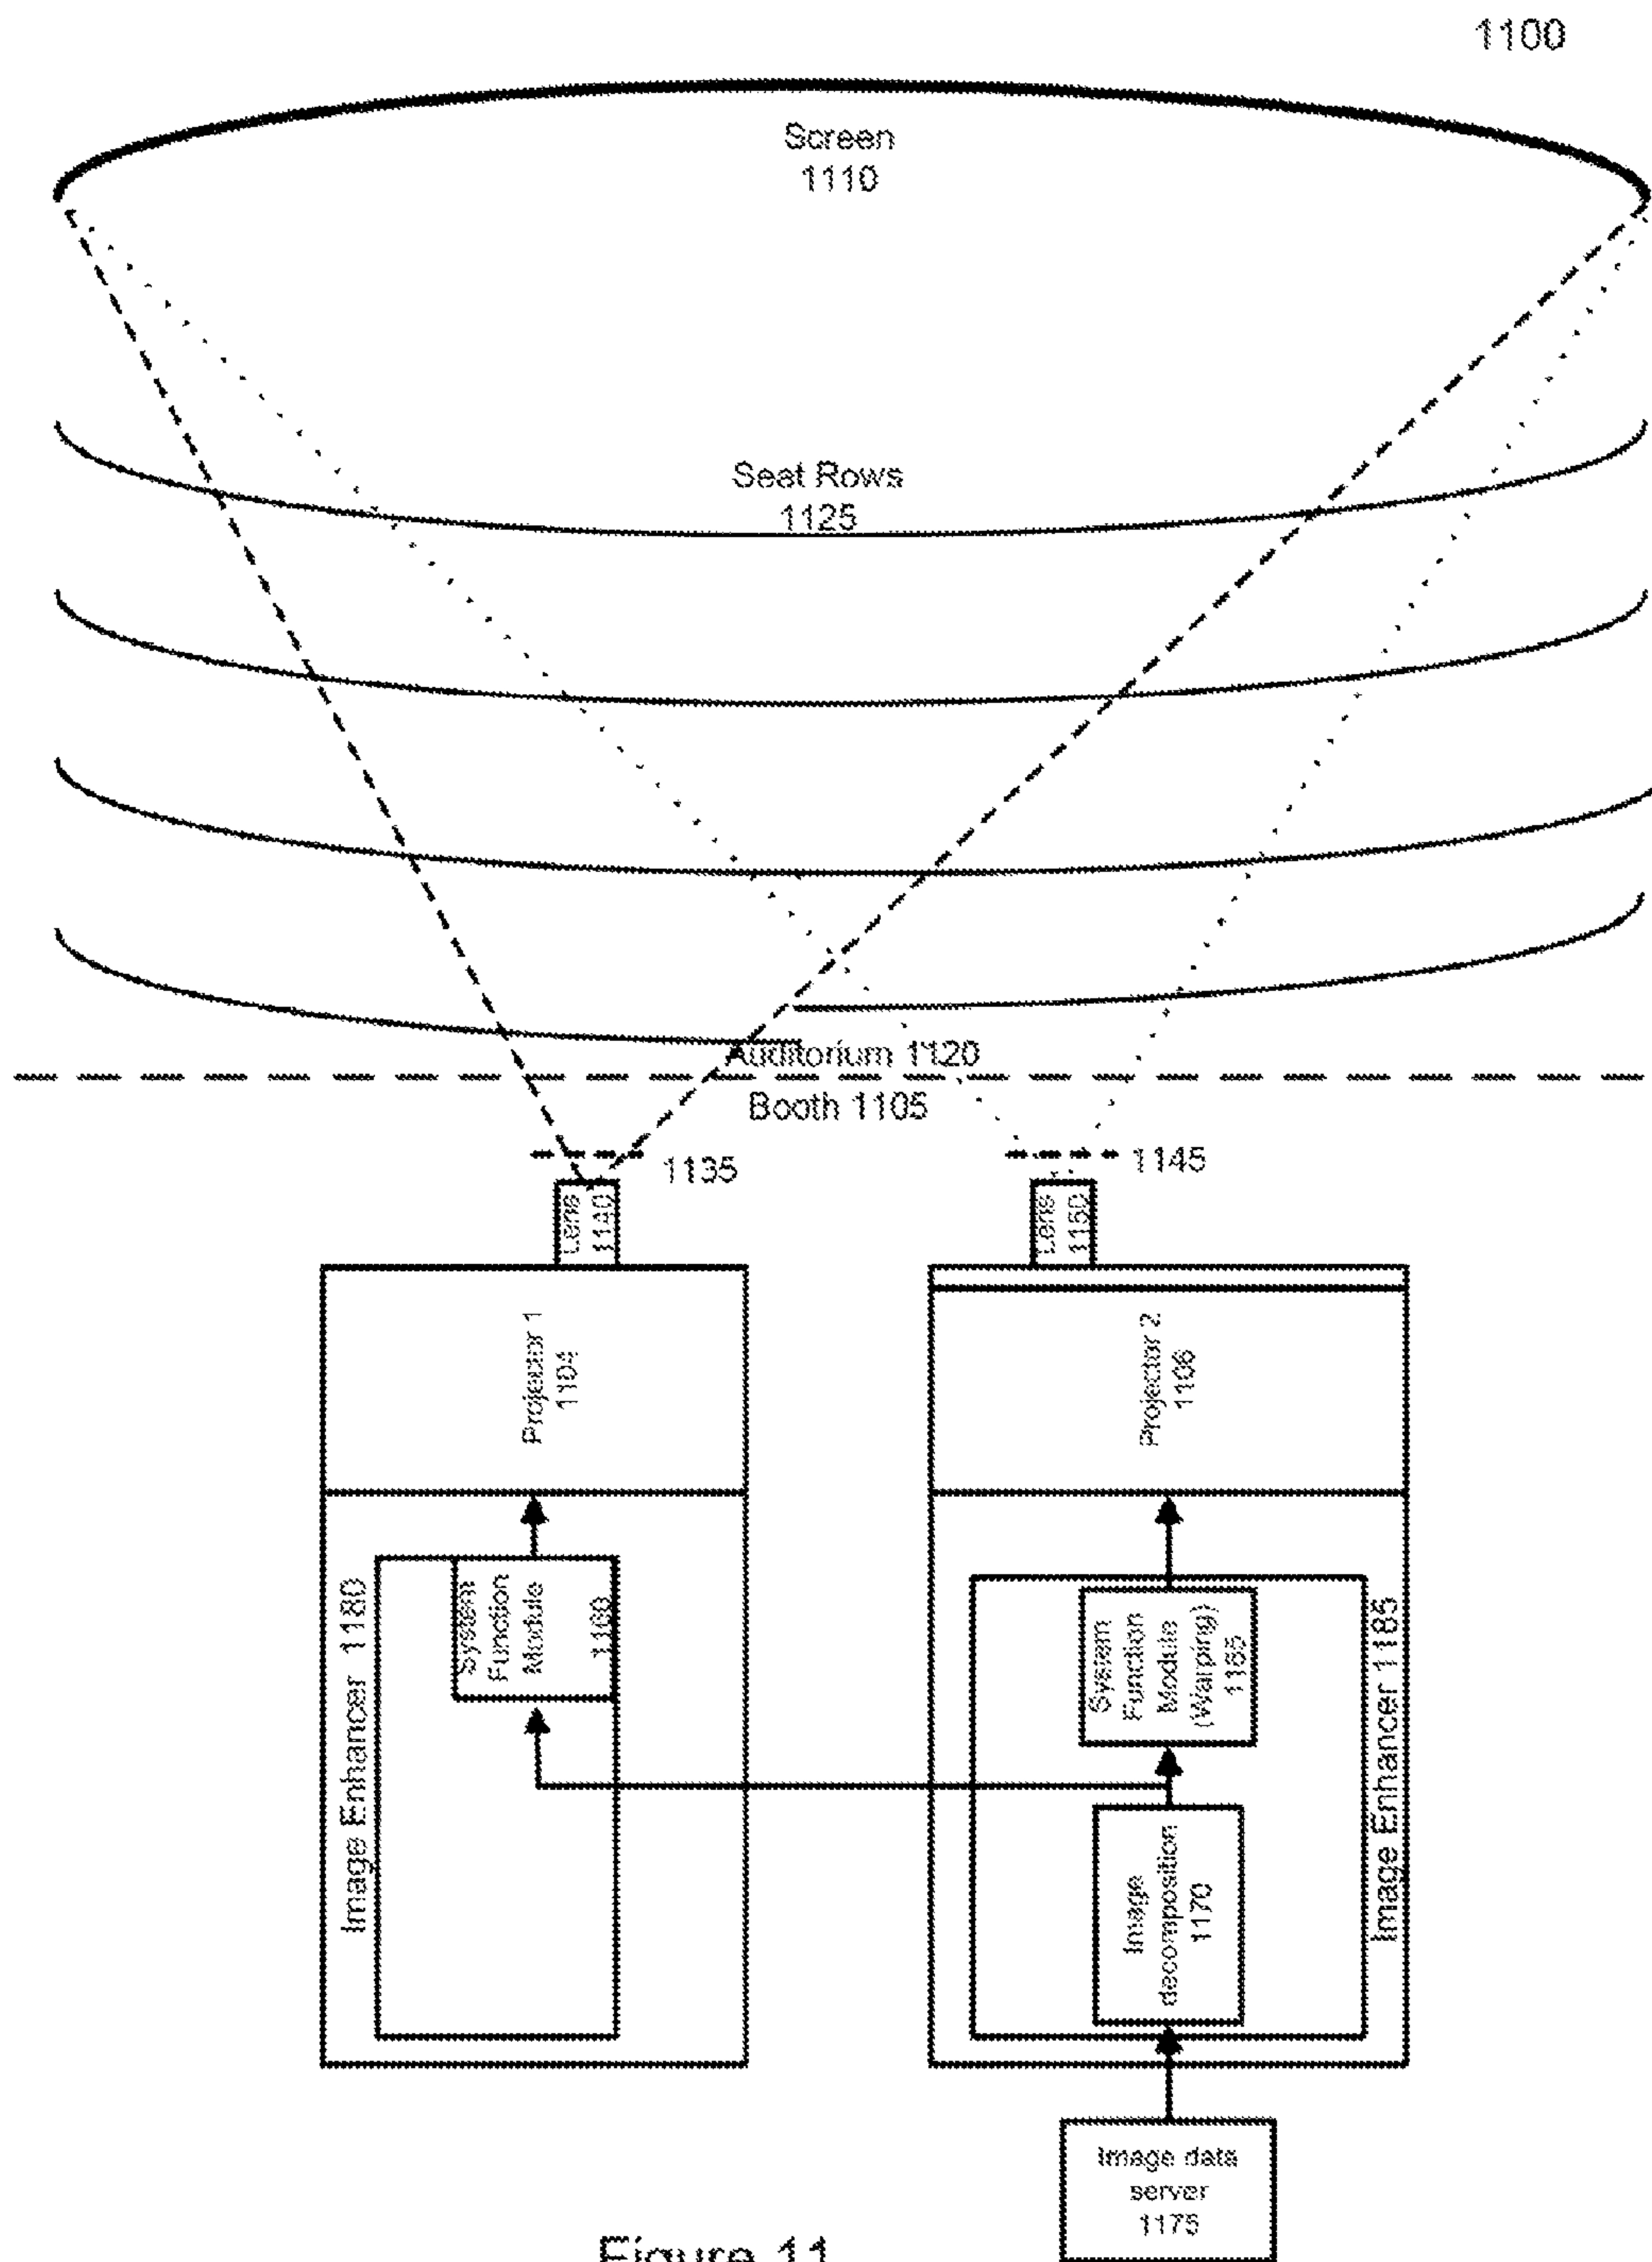 1100
Screen
1110
Seat Rows
1125
Auditorium 1120
Booth 1105
1135
1145
Lens
1140
Lens
1150
Projector 1
1104
Projector 2
1106
Image Enhancer 1180
System
Function
Module
1160
System
Function
Module
(Warping)
1165
Image Enhancer 1185
Image
decomposition
1170
Image data
server
1175
Figure 11